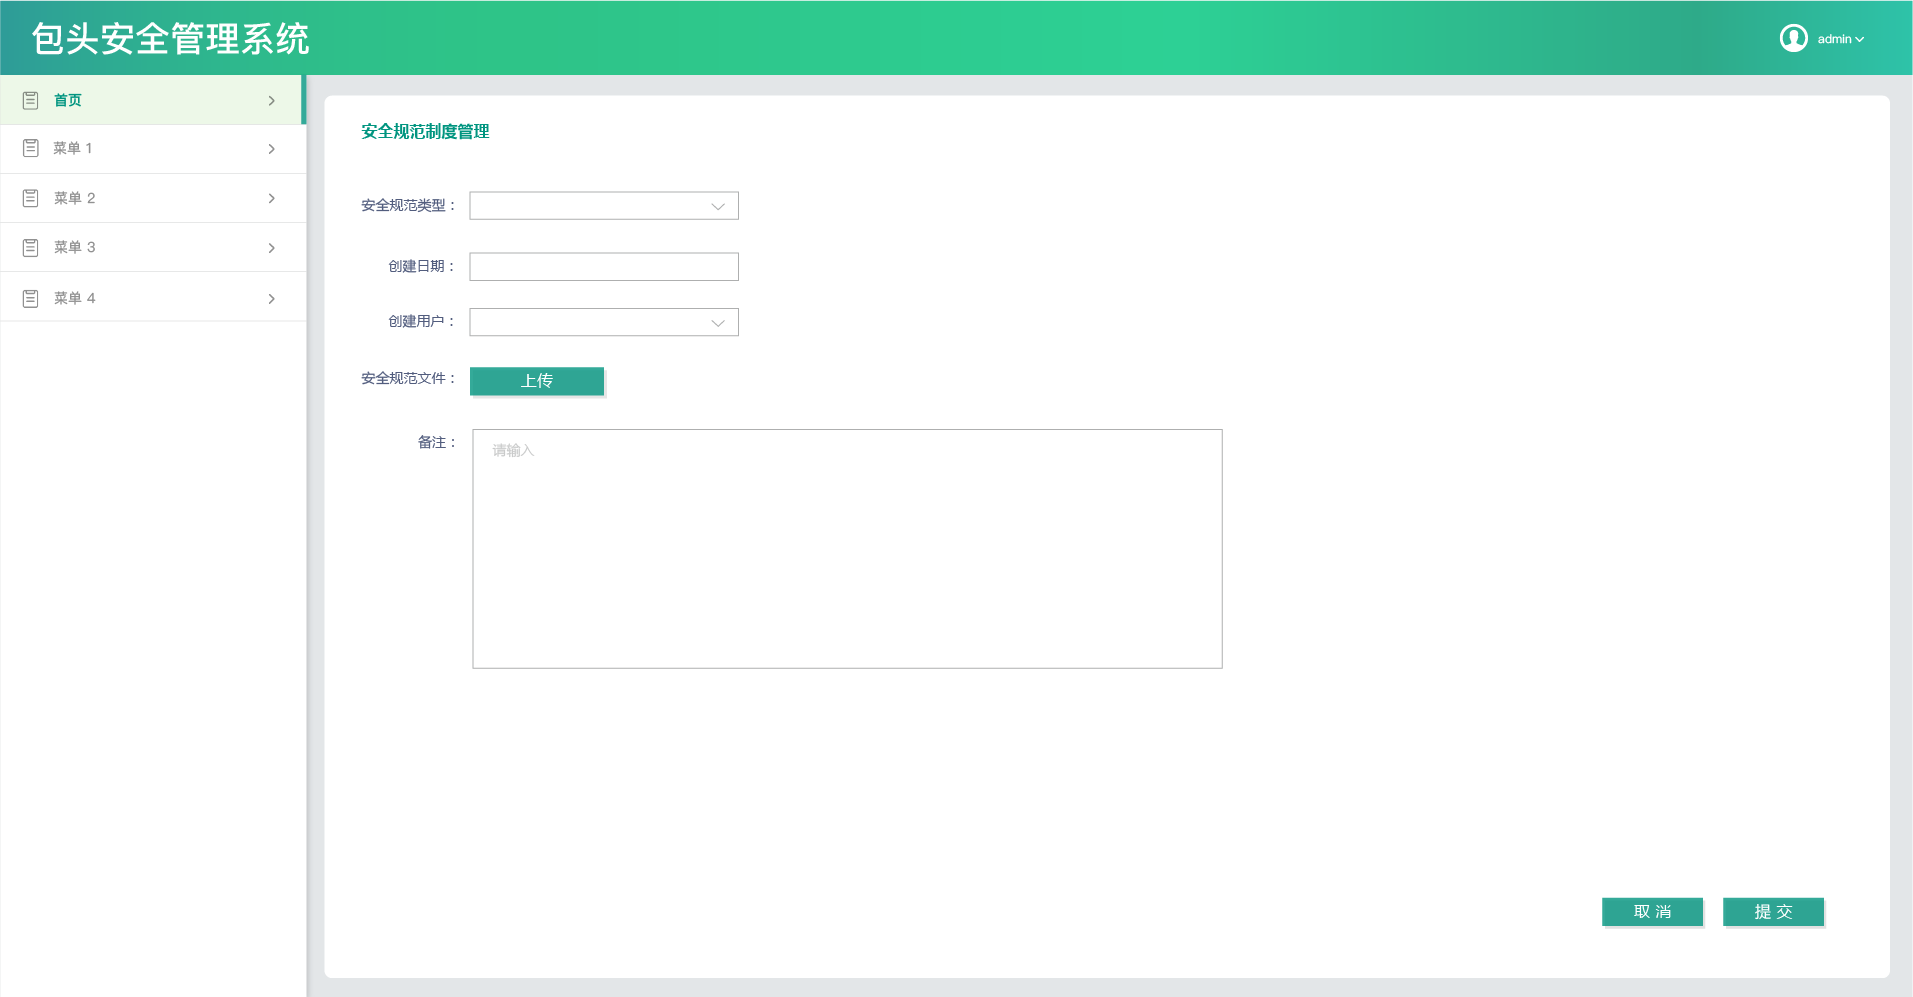 包头安全管理系统
admin
首页
菜单 1
菜单 2
菜单 3
菜单 4
安全规范制度管理
安全规范类型：
创建日期：
创建用户：
安全规范文件：
上传
备注：
请输入
取 消
提 交